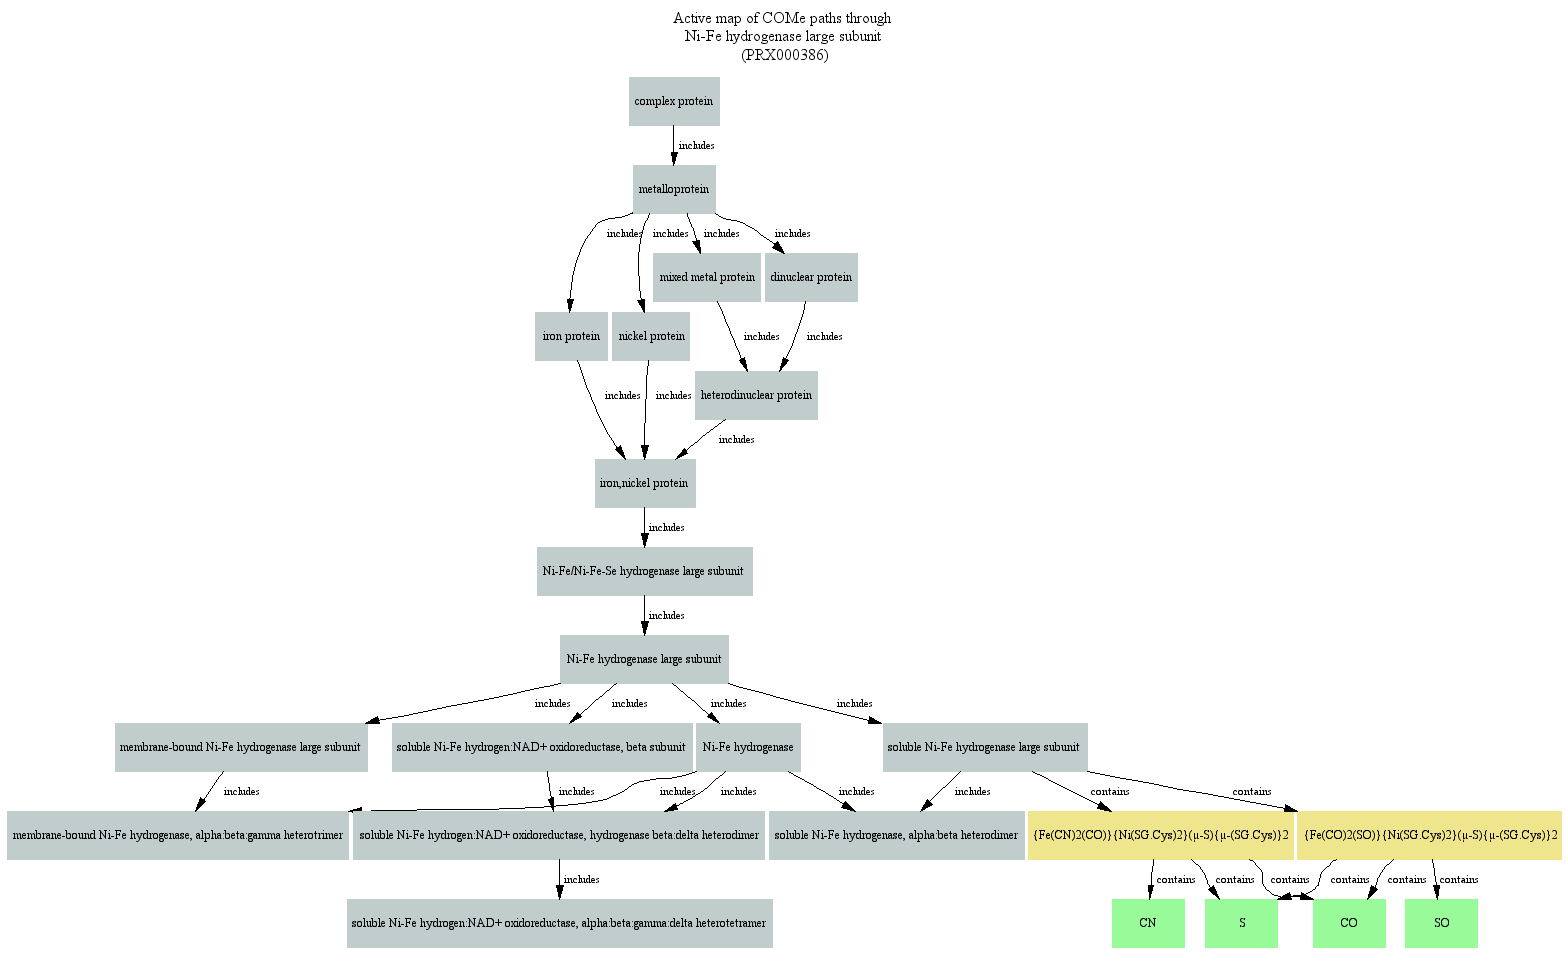 Active map of COMe paths through
Ni-Fe hydrogenase large subunit
(PRX000386)
complex protein
includes
metalloprotein
includes includes includes includes
mixed metal protein dinuclear protein
iron protein nickel protein includes includes
includes includes heterodinuclear protein
includes
iron,nickel protein
includes
Ni-Fe/Ni-Fe-Se hydrogenase large subunit
includes
Ni-Fe hydrogenase large subunit
includes includes includes includes
membrane-bound Ni-Fe hydrogenase large subunit soluble Ni-Fe hydrogen:NAD+ oxidoreductase, beta subunit Ni-Fe hydrogenase soluble Ni-Fe hydrogenase large subunit
includes includes includes includes contains contains
membrane-bound Ni-Fe hydrogenase, alpha:beta:gamma heterotrimer soluble Ni-Fe hydrogen:NAD+ oxidoreductase, hydrogenase beta:delta heterodimer soluble Ni-Fe hydrogenase, alpha:beta heterodimer {Fe(CN)2(CO)}{Ni(SG.Cys)2}(μ-S){μ-(SG.Cys)}2 {Fe(CO)2(SO)}{Ni(SG.Cys)2}(μ-S){μ-(SG.Cys)}2
includes contains contains contains contains contains contains
soluble Ni-Fe hydrogen:NAD+ oxidoreductase, alpha:beta:gamma:delta heterotetramer CN S CO SO